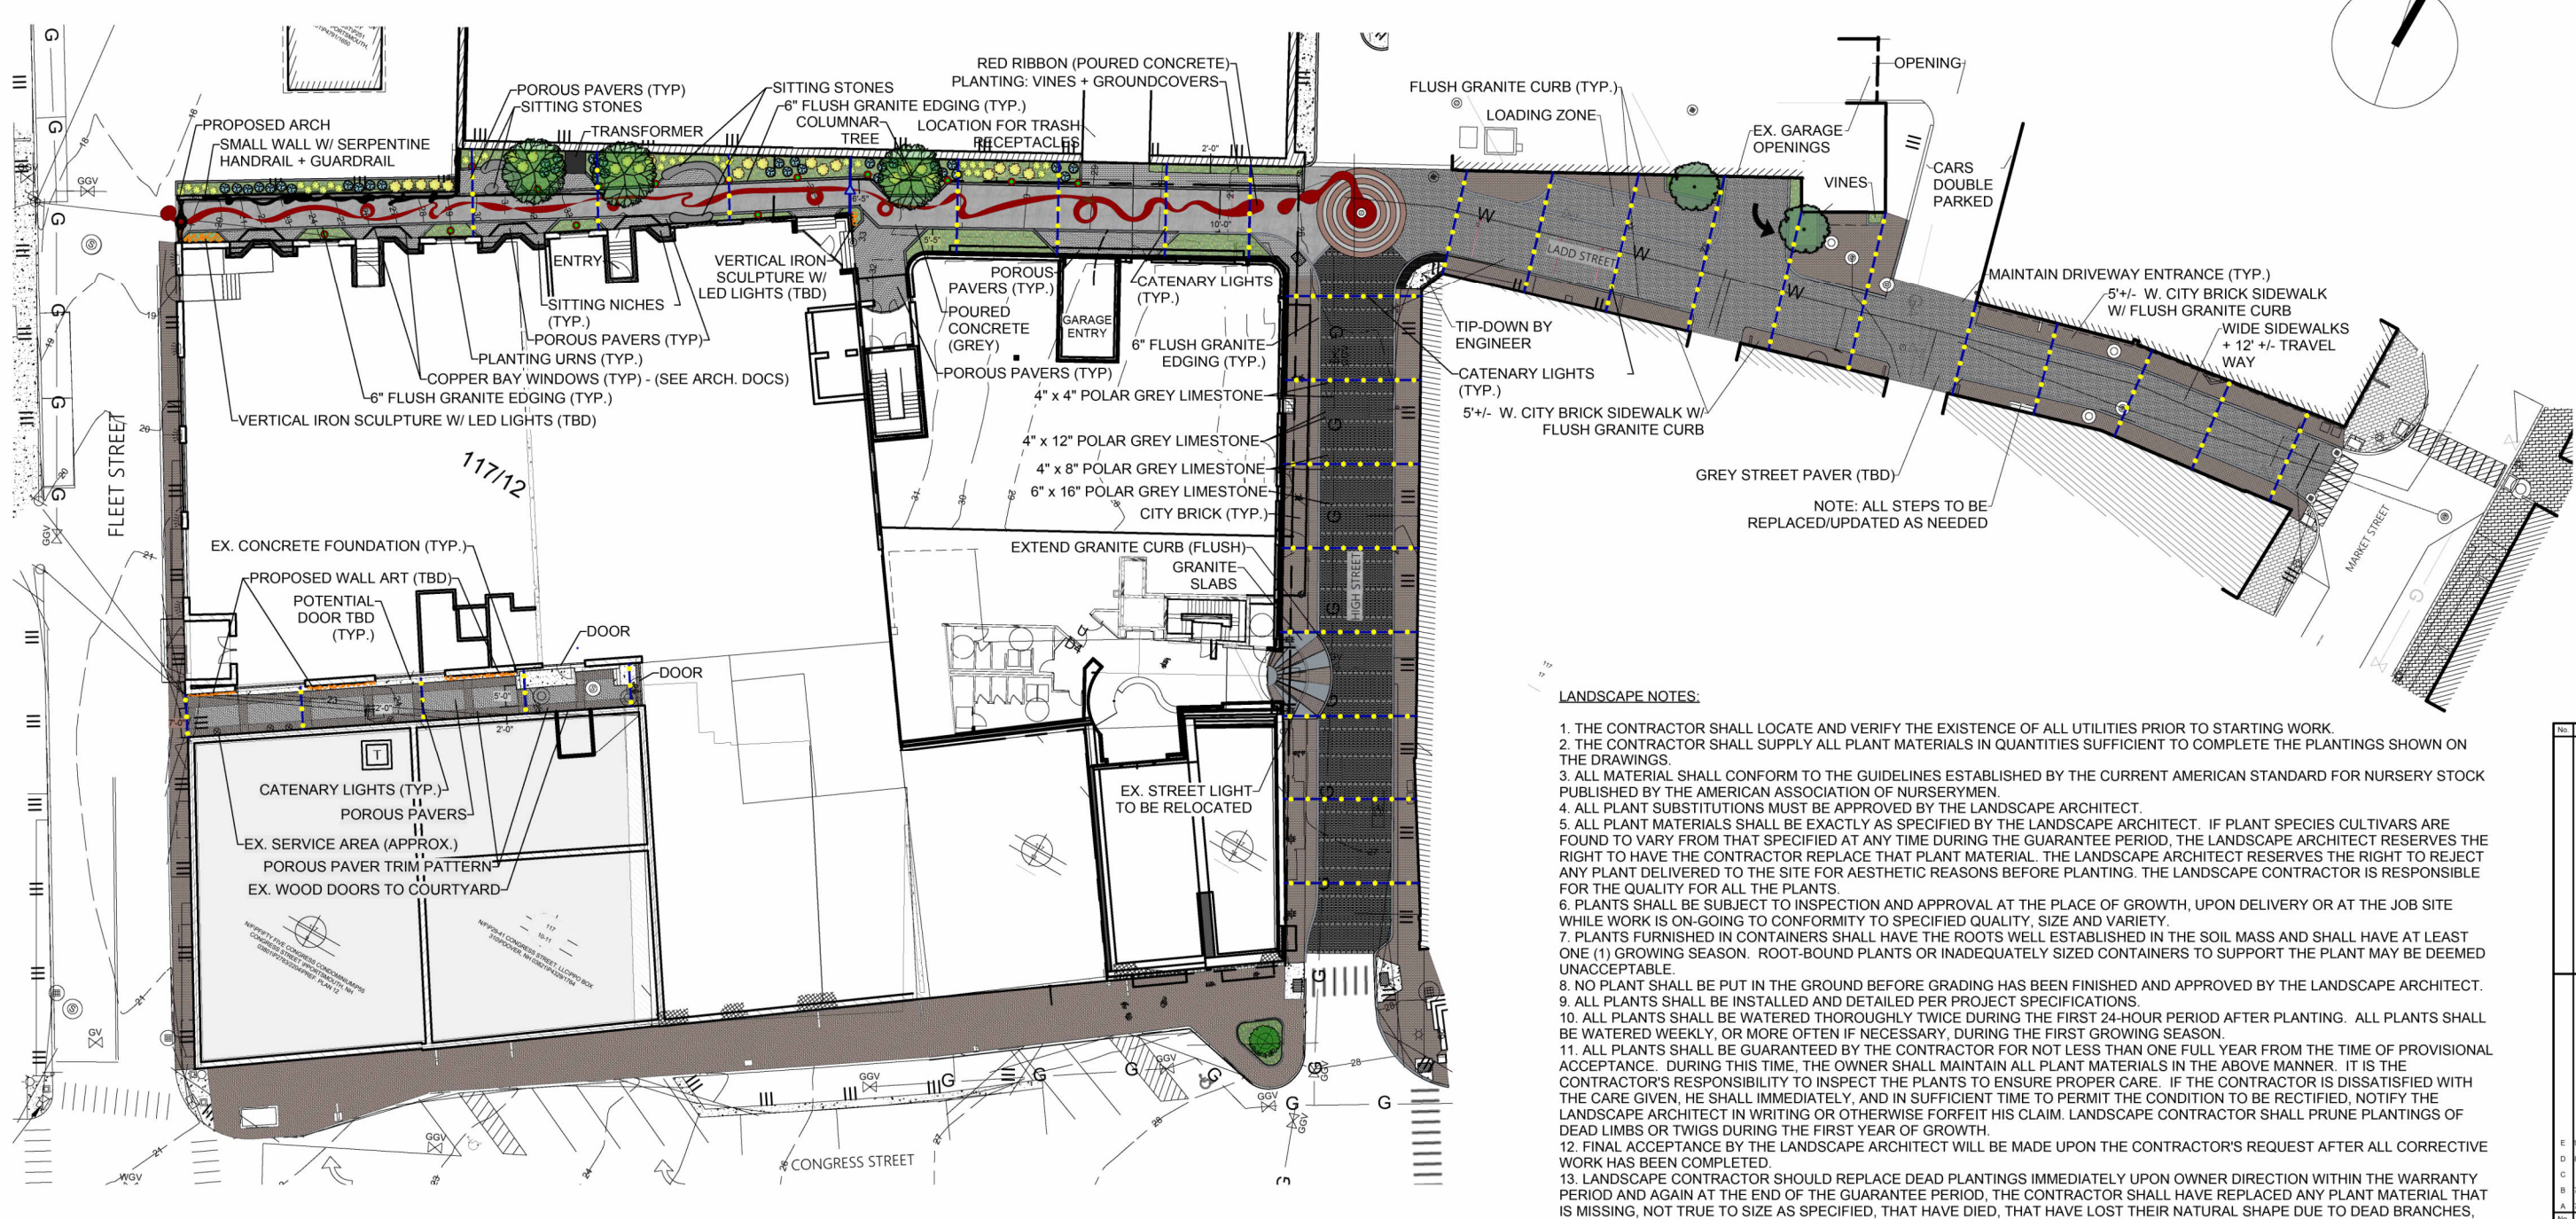 OPENING
RED RIBBON (POURED CONCRETE)
PLANTING: VINES + GROUNDCOVERS
POROUS PAVERS (TYP)
SITTING STONES
SITTING STONES
6" FLUSH GRANITE EDGING (TYP.)
COLUMNAR
TREE
LOCATION FOR TRASH
RECEPTACLES
TRANSFORMER
PROPOSED ARCH
SMALL WALL W/ SERPENTINE
HANDRAIL + GUARDRAIL
FLUSH GRANITE CURB (TYP.)
LOADING ZONE
EX. GARAGE
OPENINGS
VINES
CARS
DOUBLE
PARKED
2'-0"
10'-0"
5'-5"
LADD STREET
W
W
W
W
MAINTAIN DRIVEWAY ENTRANCE (TYP.)
5'+/- W. CITY BRICK SIDEWALK
W/ FLUSH GRANITE CURB
WIDE SIDEWALKS
+ 12' +/- TRAVEL
WAY
ENTRY
SITTING NICHES
(TYP.)
POROUS PAVERS (TYP)
PLANTING URNS (TYP.)
COPPER BAY WINDOWS (TYP) - (SEE ARCH. DOCS)
6" FLUSH GRANITE EDGING (TYP.)
VERTICAL IRON SCULPTURE W/ LED LIGHTS (TBD)
VERTICAL IRON
SCULPTURE W/
LED LIGHTS (TBD)
POROUS
PAVERS (TYP.)
POURED
CONCRETE
(GREY)
POROUS PAVERS (TYP)
GARAGE
ENTRY
CATENARY LIGHTS
(TYP.)
6" FLUSH GRANITE
EDGING (TYP.)
4" x 4" POLAR GREY LIMESTONE
4" x 12" POLAR GREY LIMESTONE
4" x 8" POLAR GREY LIMESTONE
6" x 16" POLAR GREY LIMESTONE
CITY BRICK (TYP.)
EXTEND GRANITE CURB (FLUSH)
GRANITE
SLABS
TIP-DOWN BY
ENGINEER
CATENARY LIGHTS
(TYP.)
5'+/- W. CITY BRICK SIDEWALK W/
FLUSH GRANITE CURB
GREY STREET PAVER (TBD)
NOTE: ALL STEPS TO BE
REPLACED/UPDATED AS NEEDED
MARKET STREET
HIGH STREET
FLEET STREET
117/12
EX. CONCRETE FOUNDATION (TYP.)
PROPOSED WALL ART (TBD)
POTENTIAL
DOOR TBD
(TYP.)
DOOR
DOOR
5'-0"
2'-0"
2'-0"
7'-0"
T
CATENARY LIGHTS (TYP.)
POROUS PAVERS
EX. SERVICE AREA (APPROX.)
POROUS PAVER TRIM PATTERN
EX. WOOD DOORS TO COURTYARD
EX. STREET LIGHT
TO BE RELOCATED
CONGRESS STREET
GGV
GGV
GV
WGV
GGV
GGV
GGV
GGV
GGV
LANDSCAPE NOTES:
1. THE CONTRACTOR SHALL LOCATE AND VERIFY THE EXISTENCE OF ALL UTILITIES PRIOR TO STARTING WORK.
2. THE CONTRACTOR SHALL SUPPLY ALL PLANT MATERIALS IN QUANTITIES SUFFICIENT TO COMPLETE THE PLANTINGS SHOWN ON
THE DRAWINGS.
3. ALL MATERIAL SHALL CONFORM TO THE GUIDELINES ESTABLISHED BY THE CURRENT AMERICAN STANDARD FOR NURSERY STOCK
PUBLISHED BY THE AMERICAN ASSOCIATION OF NURSERYMEN.
4. ALL PLANT SUBSTITUTIONS MUST BE APPROVED BY THE LANDSCAPE ARCHITECT.
5. ALL PLANT MATERIALS SHALL BE EXACTLY AS SPECIFIED BY THE LANDSCAPE ARCHITECT. IF PLANT SPECIES CULTIVARS ARE
FOUND TO VARY FROM THAT SPECIFIED AT ANY TIME DURING THE GUARANTEE PERIOD, THE LANDSCAPE ARCHITECT RESERVES THE
RIGHT TO HAVE THE CONTRACTOR REPLACE THAT PLANT MATERIAL. THE LANDSCAPE ARCHITECT RESERVES THE RIGHT TO REJECT
ANY PLANT DELIVERED TO THE SITE FOR AESTHETIC REASONS BEFORE PLANTING. THE LANDSCAPE CONTRACTOR IS RESPONSIBLE
FOR THE QUALITY FOR ALL THE PLANTS.
6. PLANTS SHALL BE SUBJECT TO INSPECTION AND APPROVAL AT THE PLACE OF GROWTH, UPON DELIVERY OR AT THE JOB SITE
WHILE WORK IS ON-GOING TO CONFORMITY TO SPECIFIED QUALITY, SIZE AND VARIETY.
7. PLANTS FURNISHED IN CONTAINERS SHALL HAVE THE ROOTS WELL ESTABLISHED IN THE SOIL MASS AND SHALL HAVE AT LEAST
ONE (1) GROWING SEASON. ROOT-BOUND PLANTS OR INADEQUATELY SIZED CONTAINERS TO SUPPORT THE PLANT MAY BE DEEMED
UNACCEPTABLE.
8. NO PLANT SHALL BE PUT IN THE GROUND BEFORE GRADING HAS BEEN FINISHED AND APPROVED BY THE LANDSCAPE ARCHITECT.
9. ALL PLANTS SHALL BE INSTALLED AND DETAILED PER PROJECT SPECIFICATIONS.
10. ALL PLANTS SHALL BE WATERED THOROUGHLY TWICE DURING THE FIRST 24-HOUR PERIOD AFTER PLANTING. ALL PLANTS SHALL
BE WATERED WEEKLY, OR MORE OFTEN IF NECESSARY, DURING THE FIRST GROWING SEASON.
11. ALL PLANTS SHALL BE GUARANTEED BY THE CONTRACTOR FOR NOT LESS THAN ONE FULL YEAR FROM THE TIME OF PROVISIONAL
ACCEPTANCE. DURING THIS TIME, THE OWNER SHALL MAINTAIN ALL PLANT MATERIALS IN THE ABOVE MANNER. IT IS THE
CONTRACTOR'S RESPONSIBILITY TO INSPECT THE PLANTS TO ENSURE PROPER CARE. IF THE CONTRACTOR IS DISSATISFIED WITH
THE CARE GIVEN, HE SHALL IMMEDIATELY, AND IN SUFFICIENT TIME TO PERMIT THE CONDITION TO BE RECTIFIED, NOTIFY THE
LANDSCAPE ARCHITECT IN WRITING OR OTHERWISE FORFEIT HIS CLAIM. LANDSCAPE CONTRACTOR SHALL PRUNE PLANTINGS OF
DEAD LIMBS OR TWIGS DURING THE FIRST YEAR OF GROWTH.
12. FINAL ACCEPTANCE BY THE LANDSCAPE ARCHITECT WILL BE MADE UPON THE CONTRACTOR'S REQUEST AFTER ALL CORRECTIVE
WORK HAS BEEN COMPLETED.
13. LANDSCAPE CONTRACTOR SHOULD REPLACE DEAD PLANTINGS IMMEDIATELY UPON OWNER DIRECTION WITHIN THE WARRANTY
PERIOD AND AGAIN AT THE END OF THE GUARANTEE PERIOD, THE CONTRACTOR SHALL HAVE REPLACED ANY PLANT MATERIAL THAT
IS MISSING, NOT TRUE TO SIZE AS SPECIFIED, THAT HAVE DIED, THAT HAVE LOST THEIR NATURAL SHAPE DUE TO DEAD BRANCHES,
No.
E
D
C
B
A